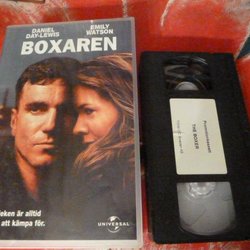 DANIEL
DAY-LEWIS
EMILY
WATSON
BOXAREN
eken är alltid
att kämpa för.
UNIVERSAL
THE BOXER